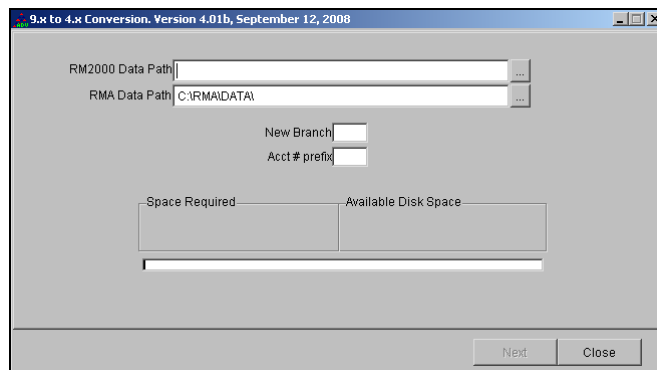 9.x to 4.x Conversion. Version 4.01b, September 12, 2008
RM2000 Data Path
...
RMA Data Path C:\RMA\DATA\
...
New Branch
Acct # prefix
Space Required Available Disk Space
Next Close